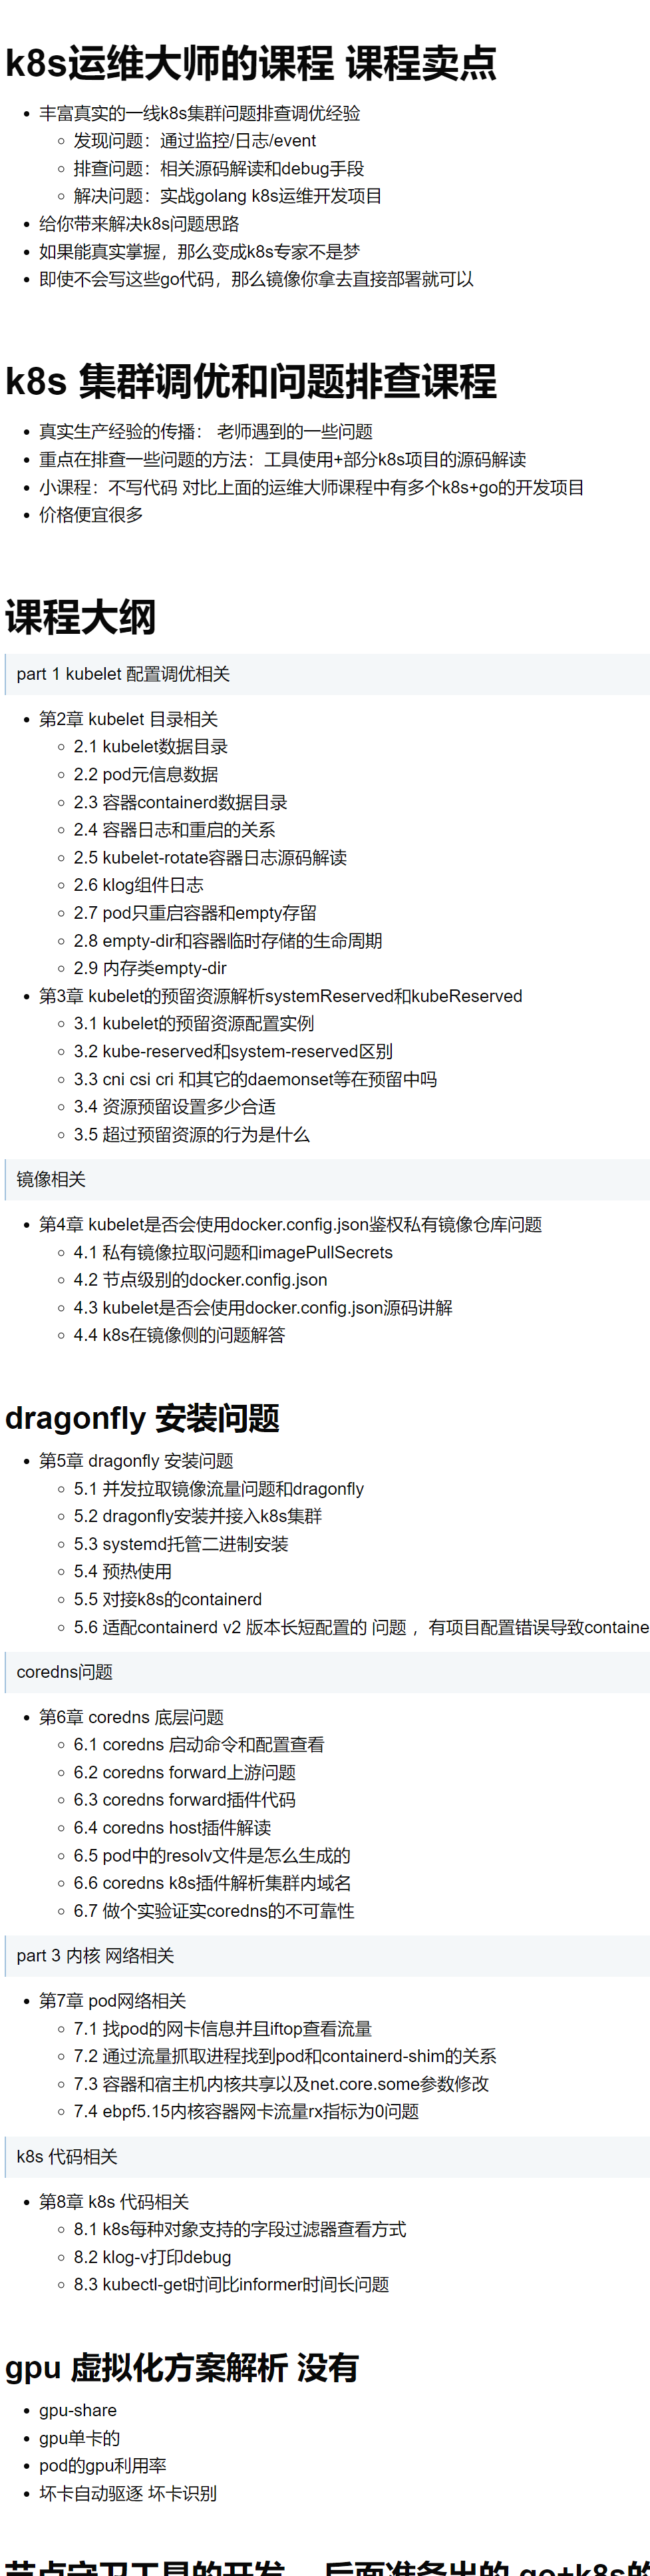 k8s运维大师的课程 课程卖点
丰富真实的一线k8s集群问题排查调优经验
发现问题：通过监控/日志/event
排查问题：相关源码解读和debug手段
解决问题：实战golang k8s运维开发项目
给你带来解决k8s问题思路
如果能真实掌握，那么变成k8s专家不是梦
即使不会写这些go代码，那么镜像你拿去直接部署就可以
k8s 集群调优和问题排查课程
真实生产经验的传播： 老师遇到的一些问题
重点在排查一些问题的方法：工具使用+部分k8s项目的源码解读
小课程：不写代码 对比上面的运维大师课程中有多个k8s+go的开发项目
价格便宜很多
课程大纲
part 1 kubelet 配置调优相关
第2章 kubelet 目录相关
2.1 kubelet数据目录
2.2 pod元信息数据
2.3 容器containerd数据目录
2.4 容器日志和重启的关系
2.5 kubelet-rotate容器日志源码解读
2.6 klog组件日志
2.7 pod只重启容器和empty存留
2.8 empty-dir和容器临时存储的生命周期
2.9 内存类empty-dir
第3章 kubelet的预留资源解析systemReserved和kubeReserved
3.1 kubelet的预留资源配置实例
3.2 kube-reserved和system-reserved区别
3.3 cni csi cri 和其它的daemonset等在预留中吗
3.4 资源预留设置多少合适
3.5 超过预留资源的行为是什么
镜像相关
第4章 kubelet是否会使用docker.config.json鉴权私有镜像仓库问题
4.1 私有镜像拉取问题和imagePullSecrets
4.2 节点级别的docker.config.json
4.3 kubelet是否会使用docker.config.json源码讲解
4.4 k8s在镜像侧的问题解答
dragonfly 安装问题
第5章 dragonfly 安装问题
5.1 并发拉取镜像流量问题和dragonfly
5.2 dragonfly安装并接入k8s集群
5.3 systemd托管二进制安装
5.4 预热使用
5.5 对接k8s的containerd
5.6 适配containerd v2 版本长短配置的 问题 ，有项目配置错误导致containe
coredns问题
第6章 coredns 底层问题
6.1 coredns 启动命令和配置查看
6.2 coredns forward上游问题
6.3 coredns forward插件代码
6.4 coredns host插件解读
6.5 pod中的resolv文件是怎么生成的
6.6 coredns k8s插件解析集群内域名
6.7 做个实验证实coredns的不可靠性
part 3 内核 网络相关
第7章 pod网络相关
7.1 找pod的网卡信息并且iftop查看流量
7.2 通过流量抓取进程找到pod和containerd-shim的关系
7.3 容器和宿主机内核共享以及net.core.some参数修改
7.4 ebpf5.15内核容器网卡流量rx指标为0问题
k8s 代码相关
第8章 k8s 代码相关
8.1 k8s每种对象支持的字段过滤器查看方式
8.2 klog-v打印debug
8.3 kubectl-get时间比informer时间长问题
gpu 虚拟化方案解析 没有
gpu-share
gpu单卡的
pod的gpu利用率
坏卡自动驱逐 坏卡识别
节点守卫工具的开发 后面准备出的 go+k8s的